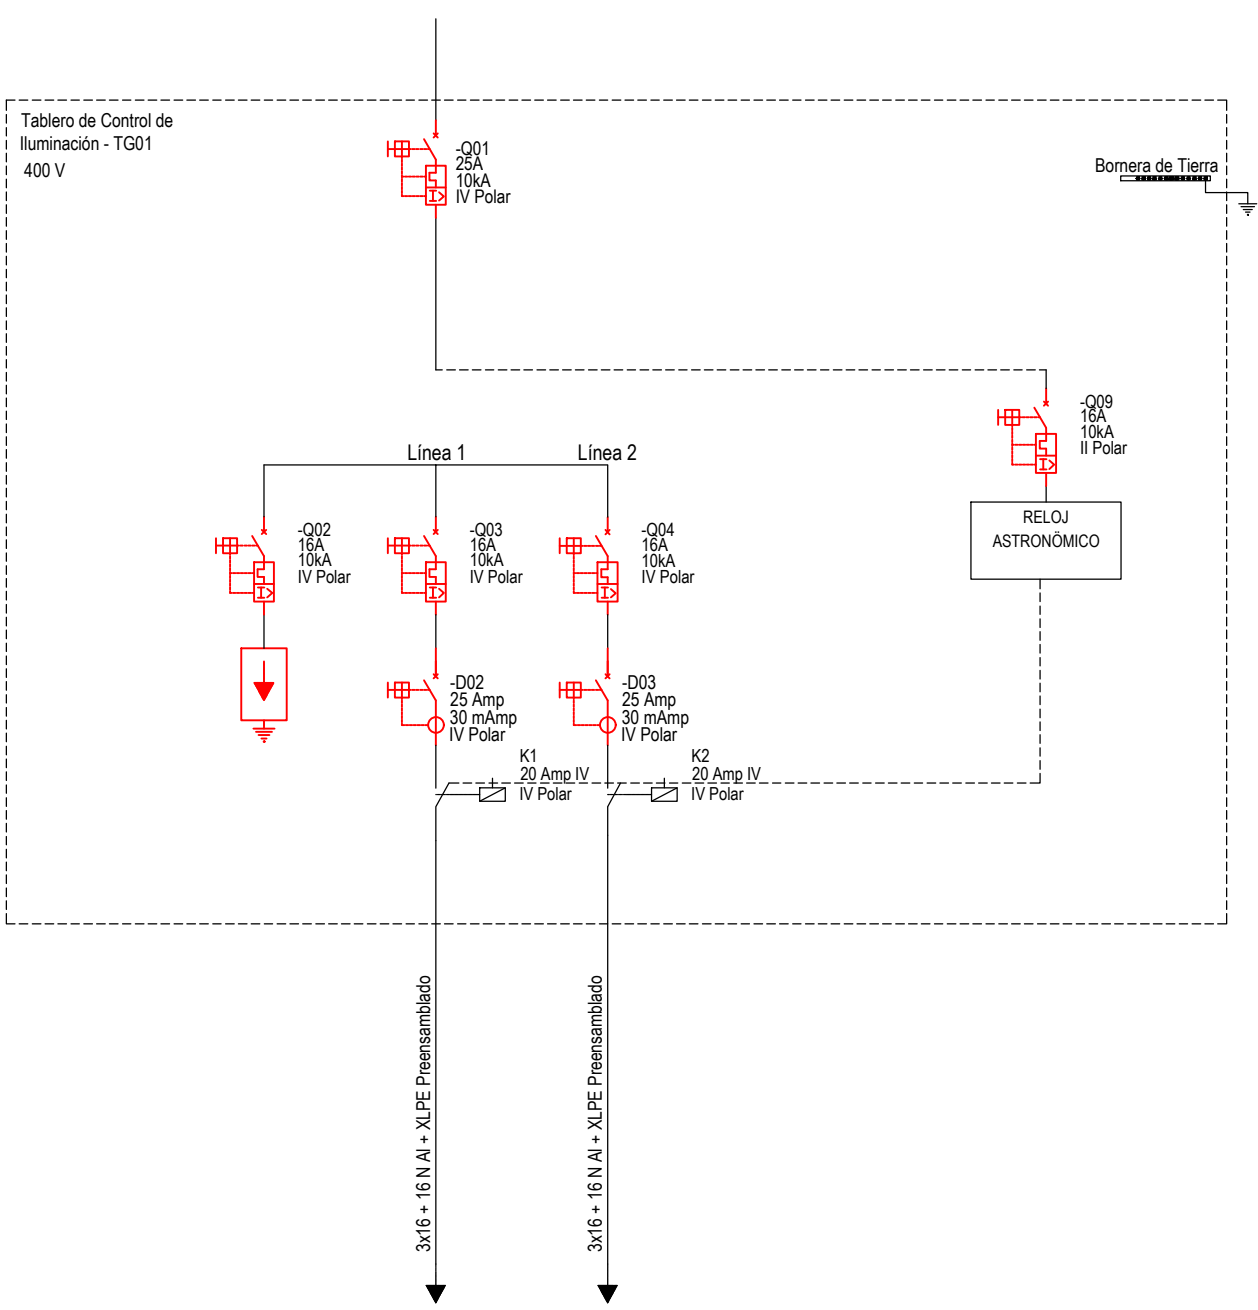 Tablero de Control de
Iluminación - TG01
400 V
-Q01
25A
10kA
IV Polar
Bornera de Tierra
-Q09
16A
10kA
II Polar
RELOJ
ASTRONÖMICO
Línea 1
Línea 2
-Q02
16A
10kA
IV Polar
-Q03
16A
10kA
IV Polar
-Q04
16A
10kA
IV Polar
-D02
25 Amp
30 mAmp
IV Polar
-D03
25 Amp
30 mAmp
IV Polar
K1
20 Amp IV
IV Polar
K2
20 Amp IV
IV Polar
3x16 + 16 N Al + XLPE Preensamblado
3x16 + 16 N Al + XLPE Preensamblado